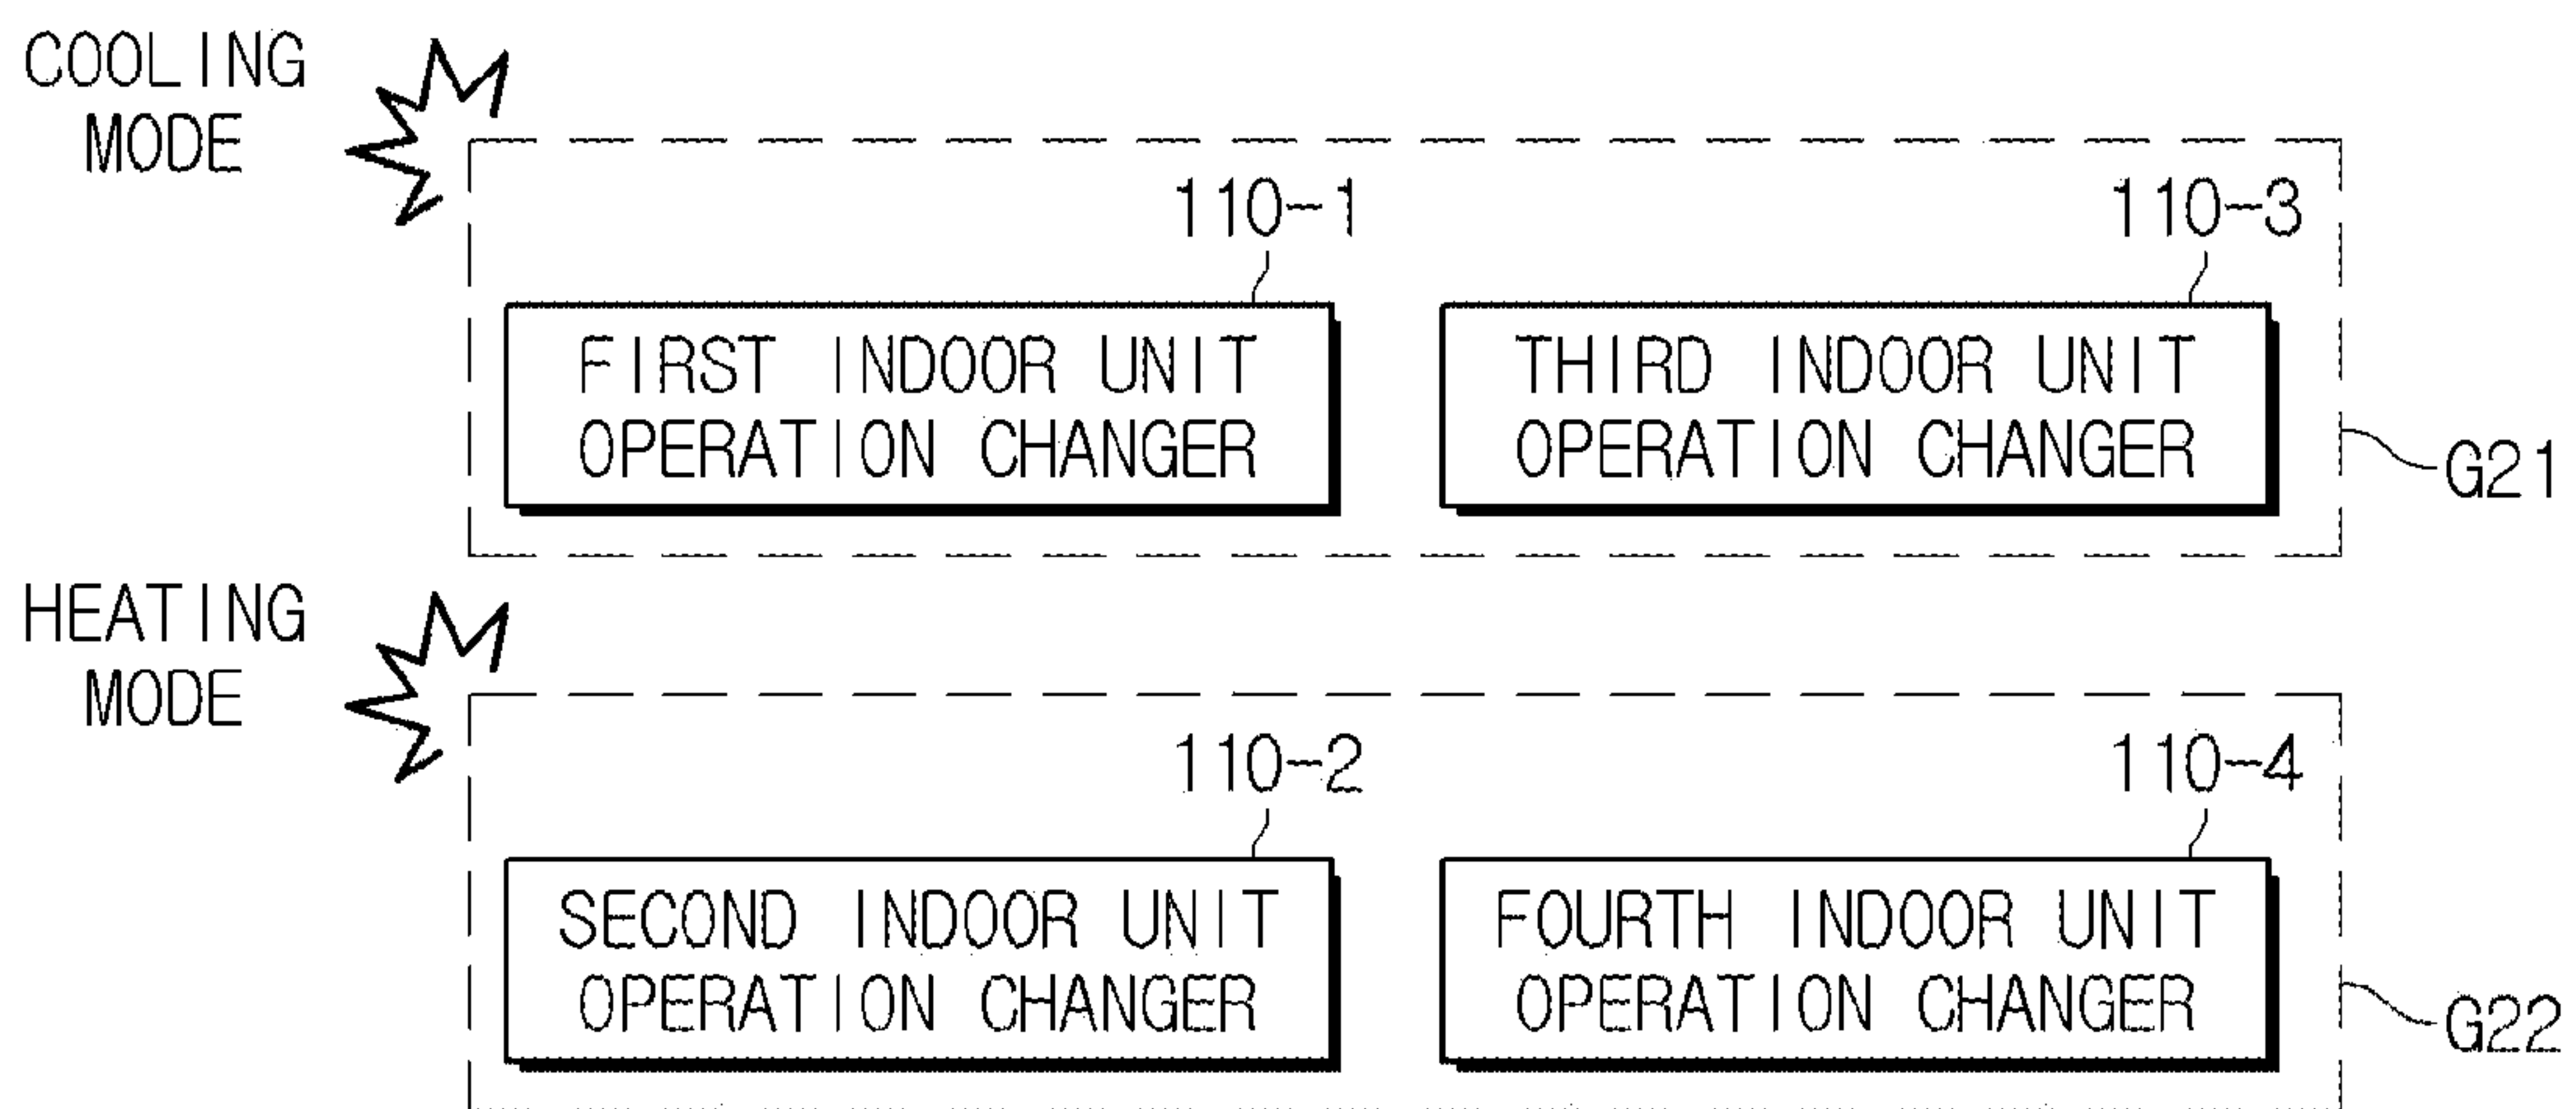 COOLING
MODE
110-1
110-3
FIRST INDOOR UNIT
OPERATION CHANGER
THIRD INDOOR UNIT
OPERATION CHANGER
G21
HEATING
MODE
110-2
110-4
SECOND INDOOR UNIT
OPERATION CHANGER
FOURTH INDOOR UNIT
OPERATION CHANGER
G22